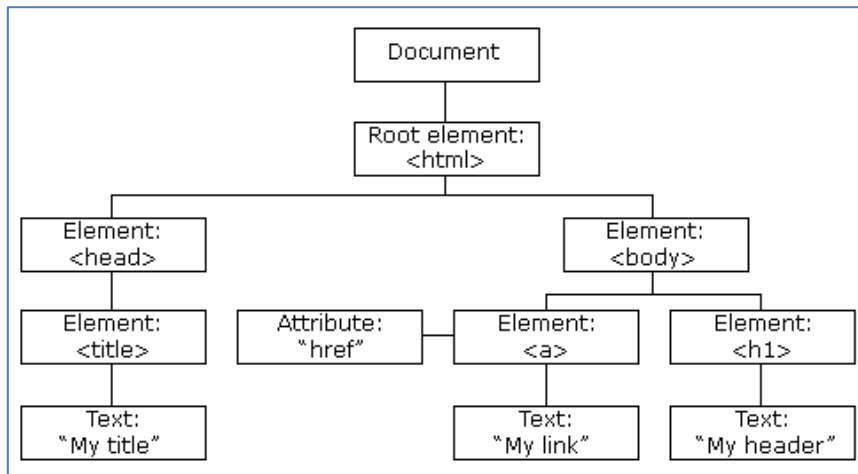 Document
Root element:
<html>
Element:
<head>
Element:
<body>
Element:
<title>
Attribute:
“href”
Element:
<a>
Element:
<h1>
Text:
“My title”
Text:
“My link”
Text:
“My header”